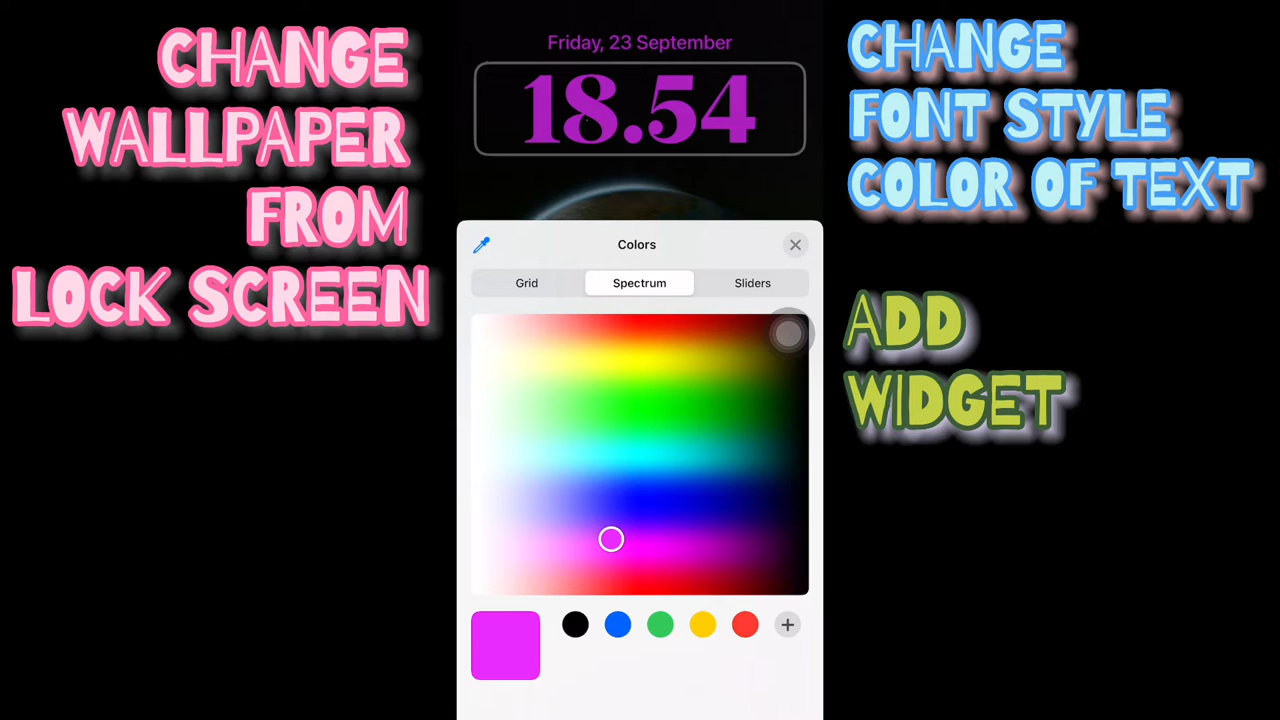 CHANGE
WALLPAPER
FROM
LOCK SCREEN
Friday, 23 September
18.54
Colors
Grid
Spectrum
Sliders
CHANGE
FONT STYLE
COLOR OF TEXT
ADD
WIDGET